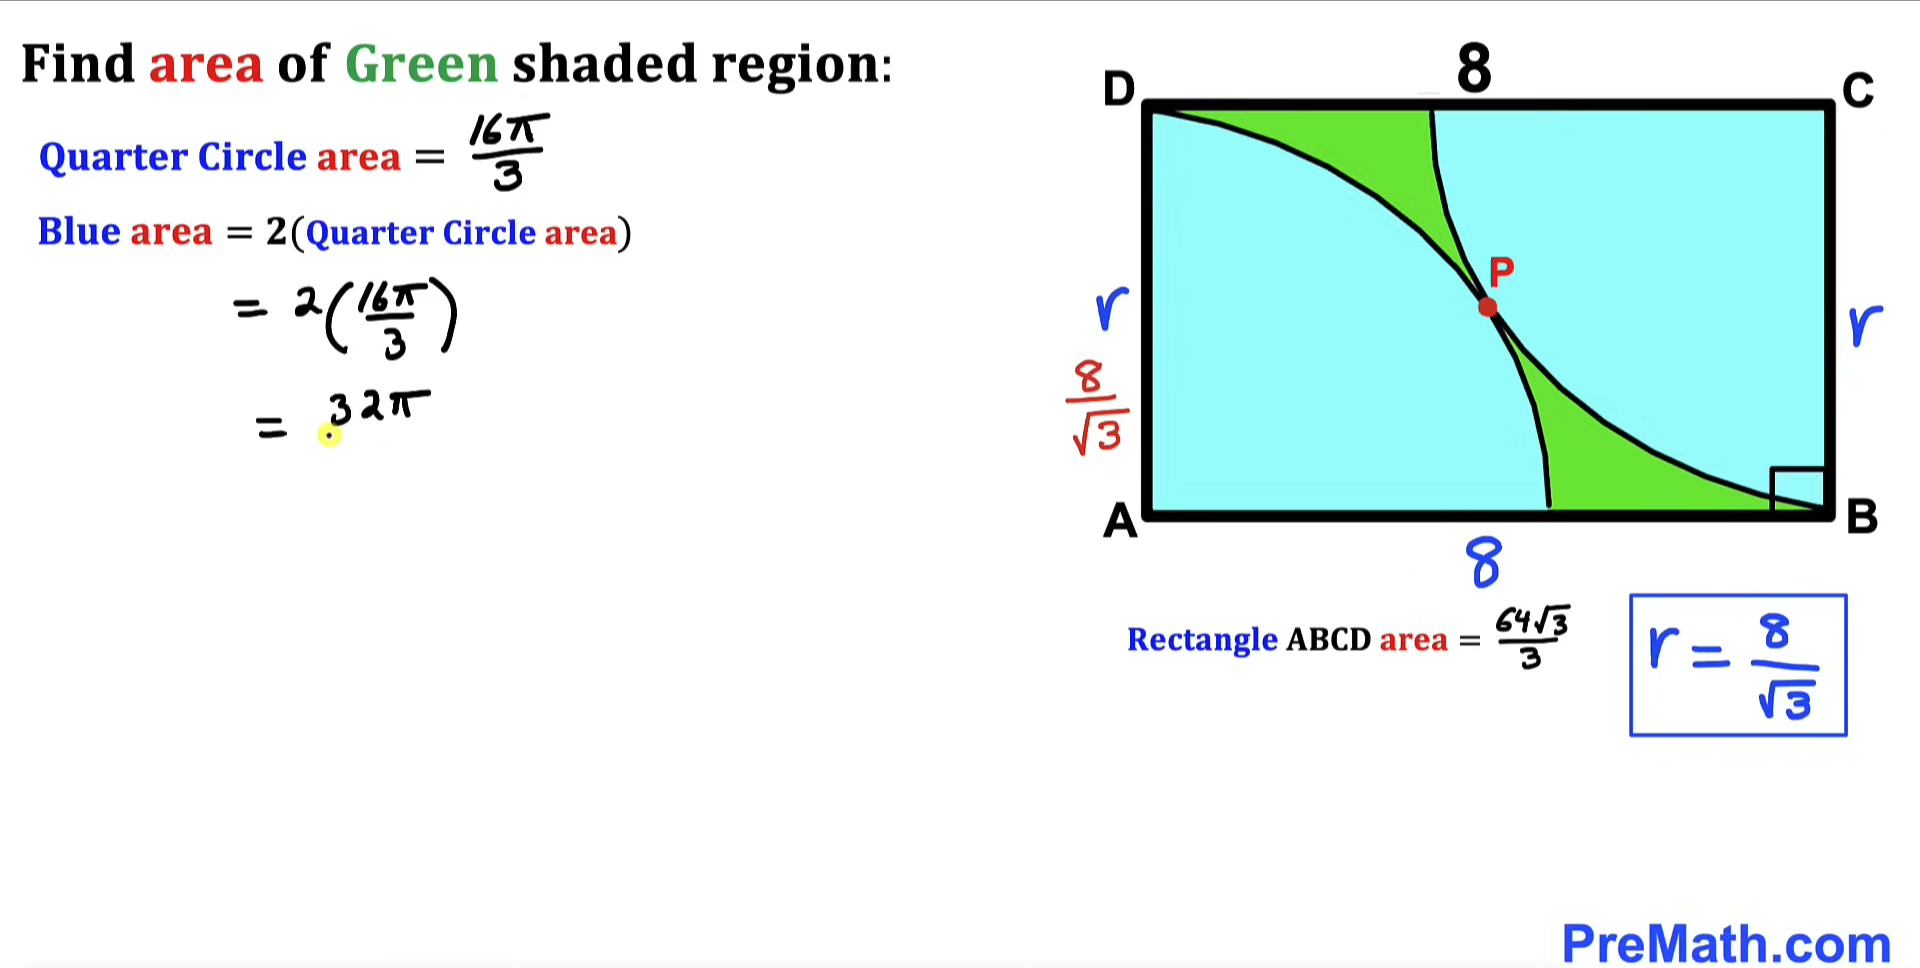 Find area of Green shaded region:
Quarter Circle area = 16π/3
Blue area = 2(Quarter Circle area)
= 2(16π/3)
= 32π
8
D
C
P
r
r
8/√3
A
B
8
Rectangle ABCD area = 64√3/3
r = 8/√3
PreMath.com